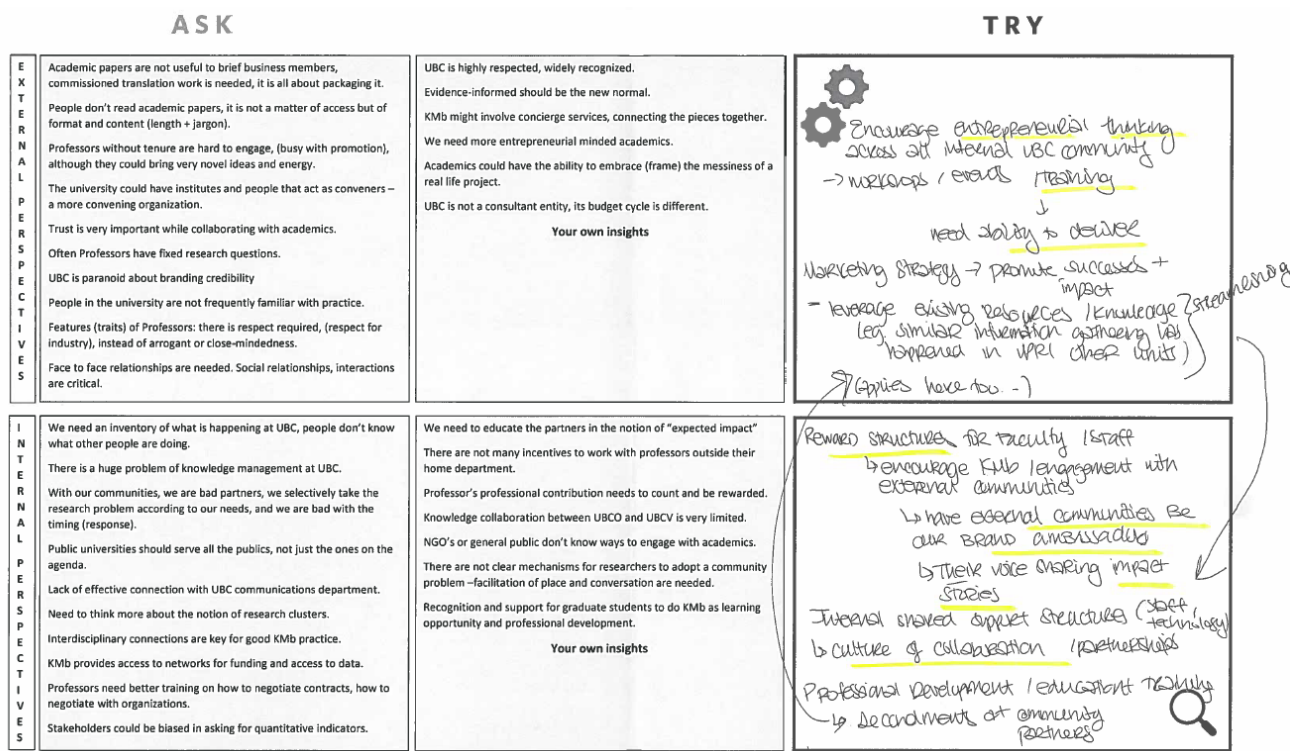 ASK
TRY
EXTERNAL PERSPECTIVES
Academic papers are not useful to brief business members,
commissioned translation work is needed, it is all about packaging it.
People don't read academic papers, it is not a matter of access but of
format and content (length + jargon).
Professors without tenure are hard to engage, (busy with promotion),
although they could bring very novel ideas and energy.
The university could have institutes and people that act as conveners –
a more convening organization.
Trust is very important while collaborating with academics.
Often Professors have fixed research questions.
UBC is paranoid about branding credibility
People in the university are not frequently familiar with practice.
Features (traits) of Professors: there is respect required, (respect for
industry), instead of arrogant or close-mindedness.
Face to face relationships are needed. Social relationships, interactions
are critical.
UBC is highly respected, widely recognized.
Evidence-informed should be the new normal.
KMb might involve concierge services, connecting the pieces together.
We need more entrepreneurial minded academics.
Academics could have the ability to embrace (frame) the messiness of a
real life project.
UBC is not a consultant entity, its budget cycle is different.
Your own insights
Encourage entrepreneurial thinking
across all internal UBC community
→ workshops / events / training
↓
need ability to deliver
Marketing Strategy → promote successes +
impact
- leverage existing resources / knowledge
(eg. similar information gathering has
happened in VPRI other units)
(applies here too...)
INTERNAL PERSPECTIVES
We need an inventory of what is happening at UBC, people don't know
what other people are doing.
There is a huge problem of knowledge management at UBC.
With our communities, we are bad partners, we selectively take the
research problem according to our needs, and we are bad with the
timing (response).
Public universities should serve all the publics, not just the ones on the
agenda.
Lack of effective connection with UBC communications department.
Need to think more about the notion of research clusters.
Interdisciplinary connections are key for good KMb practice.
KMb provides access to networks for funding and access to data.
Professors need better training on how to negotiate contracts, how to
negotiate with organizations.
Stakeholders could be biased in asking for quantitative indicators.
We need to educate the partners in the notion of "expected impact"
There are not many incentives to work with professors outside their
home department.
Professor's professional contribution needs to count and be rewarded.
Knowledge collaboration between UBCO and UBCV is very limited.
NGO's or general public don't know ways to engage with academics.
There are not clear mechanisms for researchers to adopt a community
problem –facilitation of place and conversation are needed.
Recognition and support for graduate students to do KMb as learning
opportunity and professional development.
Your own insights
Reward structures for Faculty / Staff
↳ encourage KMb / engagement with
external communities
↳ have external communities be
our brand ambassadors
↳ Their voice sharing impact
stories
Internal shared support structures (staff,
technology)
↳ culture of collaboration / partnerships
Professional Development / education + training
↳ secondments at community
partners